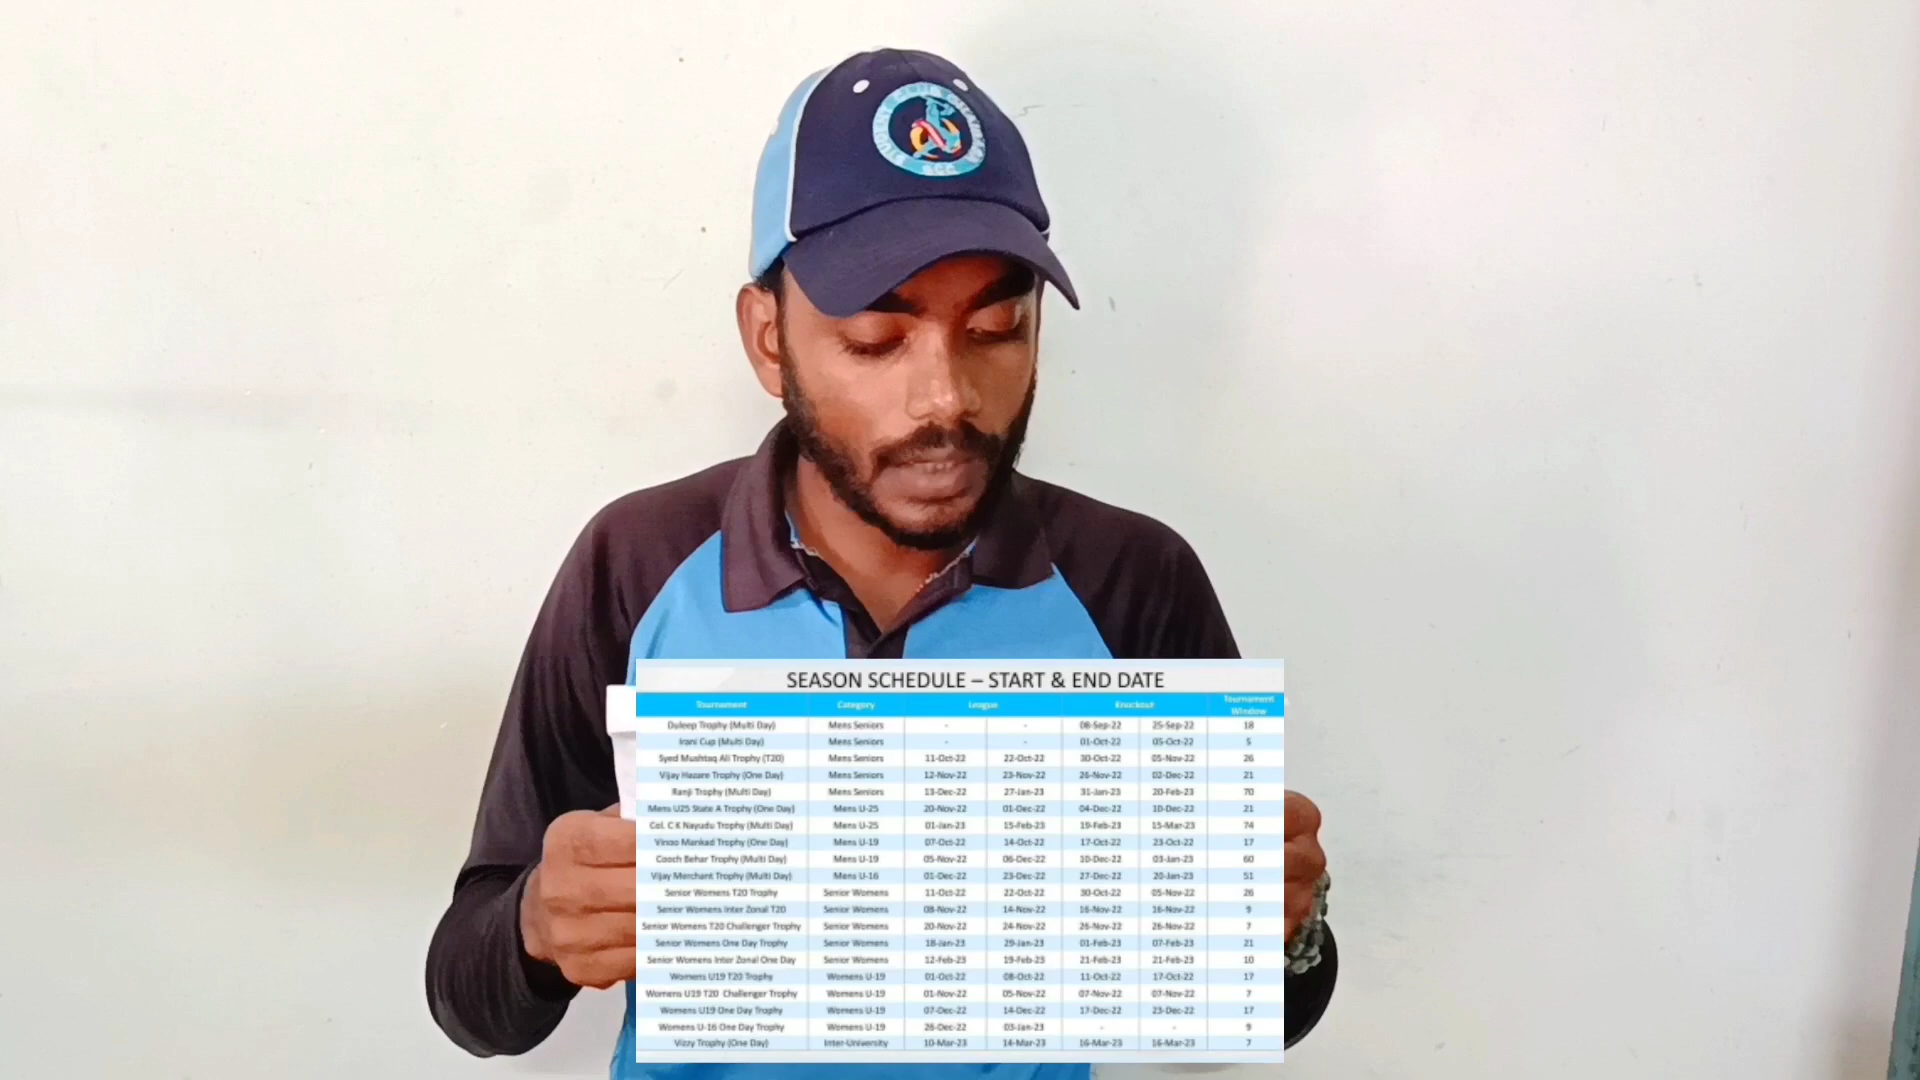 SEASON SCHEDULE – START & END DATE
Tournament Category League Knockout Tournament Window
Duleep Trophy (Multi Day) Mens Seniors - - 08-Sep-22 25-Sep-22 18
Irani Cup (Multi Day) Mens Seniors - - 01-Oct-22 05-Oct-22 5
Syed Mushtaq Ali Trophy (T20) Mens Seniors 11-Oct-22 22-Oct-22 30-Oct-22 05-Nov-22 26
Vijay Hazare Trophy (One Day) Mens Seniors 12-Nov-22 23-Nov-22 26-Nov-22 02-Dec-22 21
Ranji Trophy (Multi Day) Mens Seniors 13-Dec-22 27-Jan-23 31-Jan-23 20-Feb-23 70
Mens U25 State A Trophy (One Day) Mens U-25 20-Nov-22 01-Dec-22 04-Dec-22 10-Dec-22 21
Col. C K Nayudu Trophy (Multi Day) Mens U-25 01-Jan-23 15-Feb-23 19-Feb-23 15-Mar-23 74
Vinoo Mankad Trophy (One Day) Mens U-19 07-Oct-22 14-Oct-22 17-Oct-22 23-Oct-22 17
Cooch Behar Trophy (Multi Day) Mens U-19 05-Nov-22 06-Dec-22 10-Dec-22 03-Jan-23 60
Vijay Merchant Trophy (Multi Day) Mens U-16 01-Dec-22 23-Dec-22 27-Dec-22 20-Jan-23 51
Senior Womens T20 Trophy Senior Womens 11-Oct-22 22-Oct-22 30-Oct-22 05-Nov-22 26
Senior Womens Inter Zonal T20 Senior Womens 08-Nov-22 14-Nov-22 16-Nov-22 16-Nov-22 9
Senior Womens T20 Challenger Trophy Senior Womens 20-Nov-22 24-Nov-22 26-Nov-22 26-Nov-22 7
Senior Womens One Day Trophy Senior Womens 18-Jan-23 29-Jan-23 01-Feb-23 07-Feb-23 21
Senior Womens Inter Zonal One Day Senior Womens 12-Feb-23 19-Feb-23 21-Feb-23 21-Feb-23 10
Womens U19 T20 Trophy Womens U-19 01-Oct-22 08-Oct-22 11-Oct-22 17-Oct-22 17
Womens U19 T20 Challenger Trophy Womens U-19 01-Nov-22 05-Nov-22 07-Nov-22 07-Nov-22 7
Womens U19 One Day Trophy Womens U-19 07-Dec-22 14-Dec-22 17-Dec-22 23-Dec-22 17
Womens U-16 One Day Trophy Womens U-19 26-Dec-22 03-Jan-23 - - 9
Vizzy Trophy (One Day) Inter-University 10-Mar-23 14-Mar-23 16-Mar-23 16-Mar-23 7